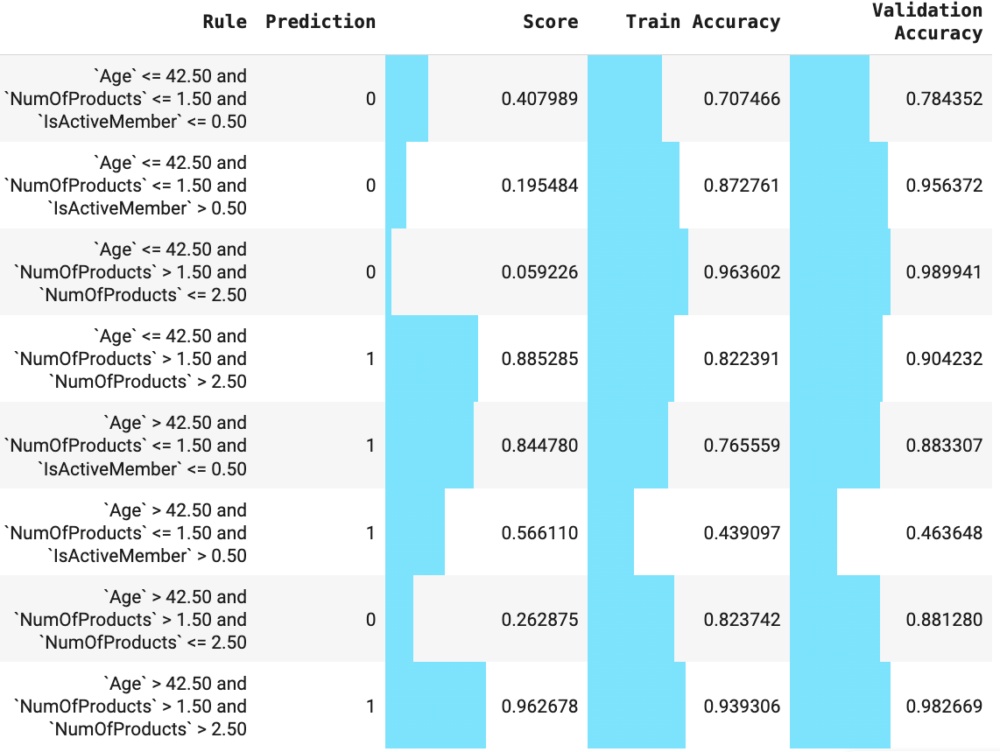 Rule Prediction Score Train Accuracy Validation
Accuracy
`Age` <= 42.50 and
`NumOfProducts` <= 1.50 and
`IsActiveMember` <= 0.50
0 0.407989 0.707466 0.784352
`Age` <= 42.50 and
`NumOfProducts` <= 1.50 and
`IsActiveMember` > 0.50
0 0.195484 0.872761 0.956372
`Age` <= 42.50 and
`NumOfProducts` > 1.50 and
`NumOfProducts` <= 2.50
0 0.059226 0.963602 0.989941
`Age` <= 42.50 and
`NumOfProducts` > 1.50 and
`NumOfProducts` > 2.50
1 0.885285 0.822391 0.904232
`Age` > 42.50 and
`NumOfProducts` <= 1.50 and
`IsActiveMember` <= 0.50
1 0.844780 0.765559 0.883307
`Age` > 42.50 and
`NumOfProducts` <= 1.50 and
`IsActiveMember` > 0.50
1 0.566110 0.439097 0.463648
`Age` > 42.50 and
`NumOfProducts` > 1.50 and
`NumOfProducts` <= 2.50
0 0.262875 0.823742 0.881280
`Age` > 42.50 and
`NumOfProducts` > 1.50 and
`NumOfProducts` > 2.50
1 0.962678 0.939306 0.982669